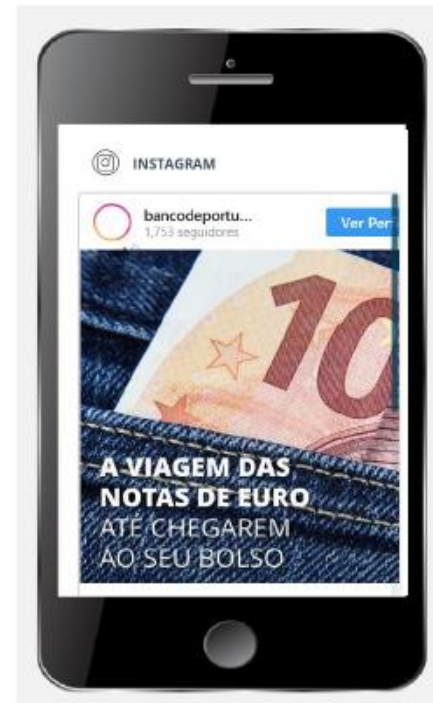 INSTAGRAM
bancodeportu...
1,753 seguidores
Ver Per
10
A VIAGEM DAS
NOTAS DE EURO
ATÉ CHEGAREM
AO SEU BOLSO